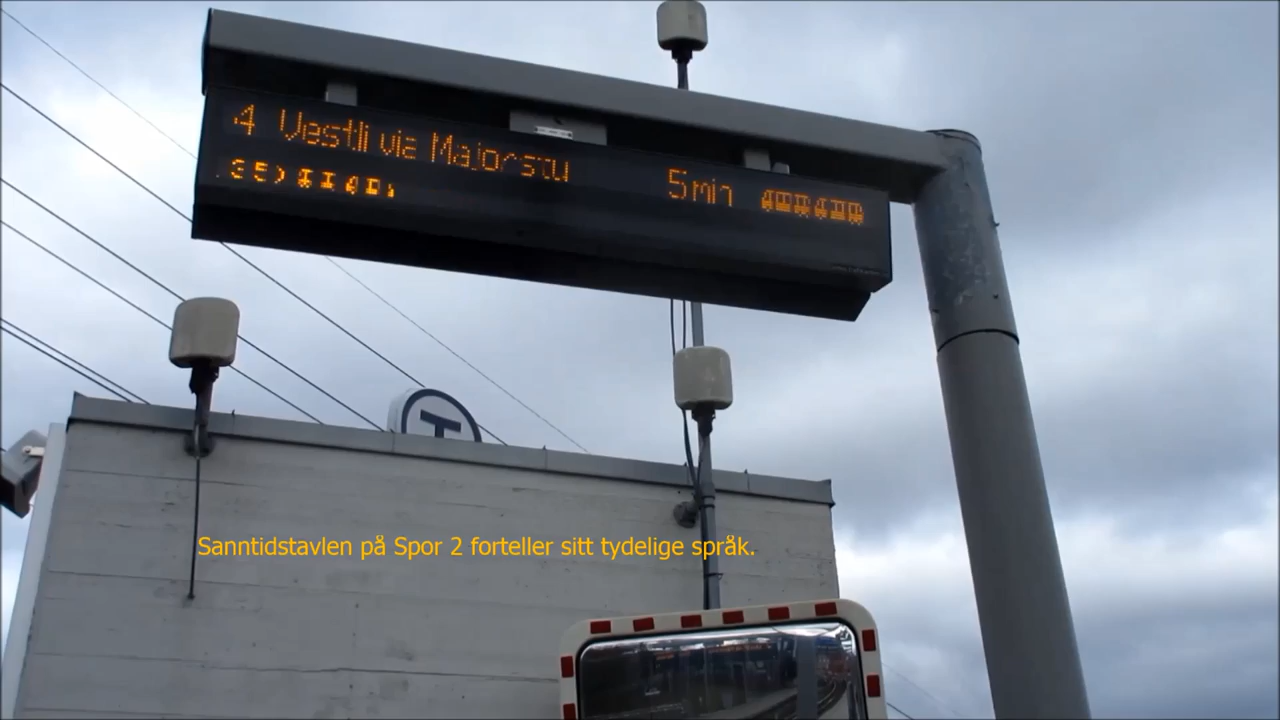 4 Vestli via Majorstu 5 min
T
Sanntidstavlen på Spor 2 forteller sitt tydelige språk.